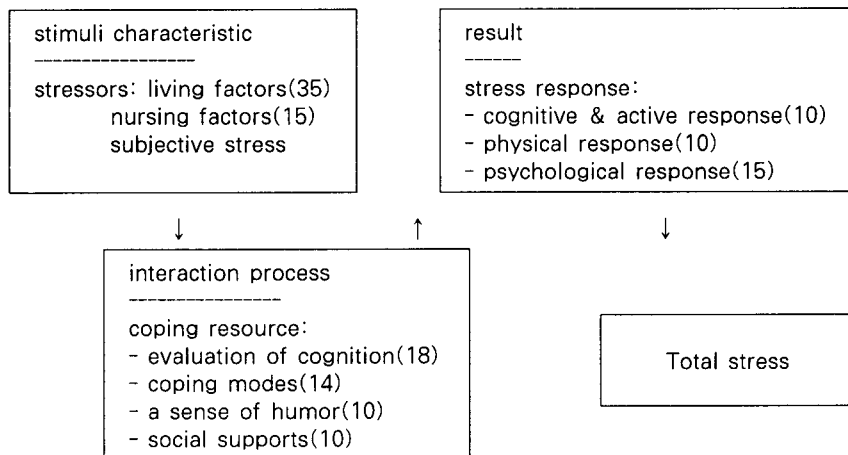 stimuli characteristic
-----------------
stressors: living factors(35)
nursing factors(15)
subjective stress
result
------
stress response:
- cognitive & active response(10)
- physical response(10)
- psychological response(15)
↓ ↑ ↓
interaction process
----------------
coping resource:
- evaluation of cognition(18)
- coping modes(14)
- a sense of humor(10)
- social supports(10)
Total stress